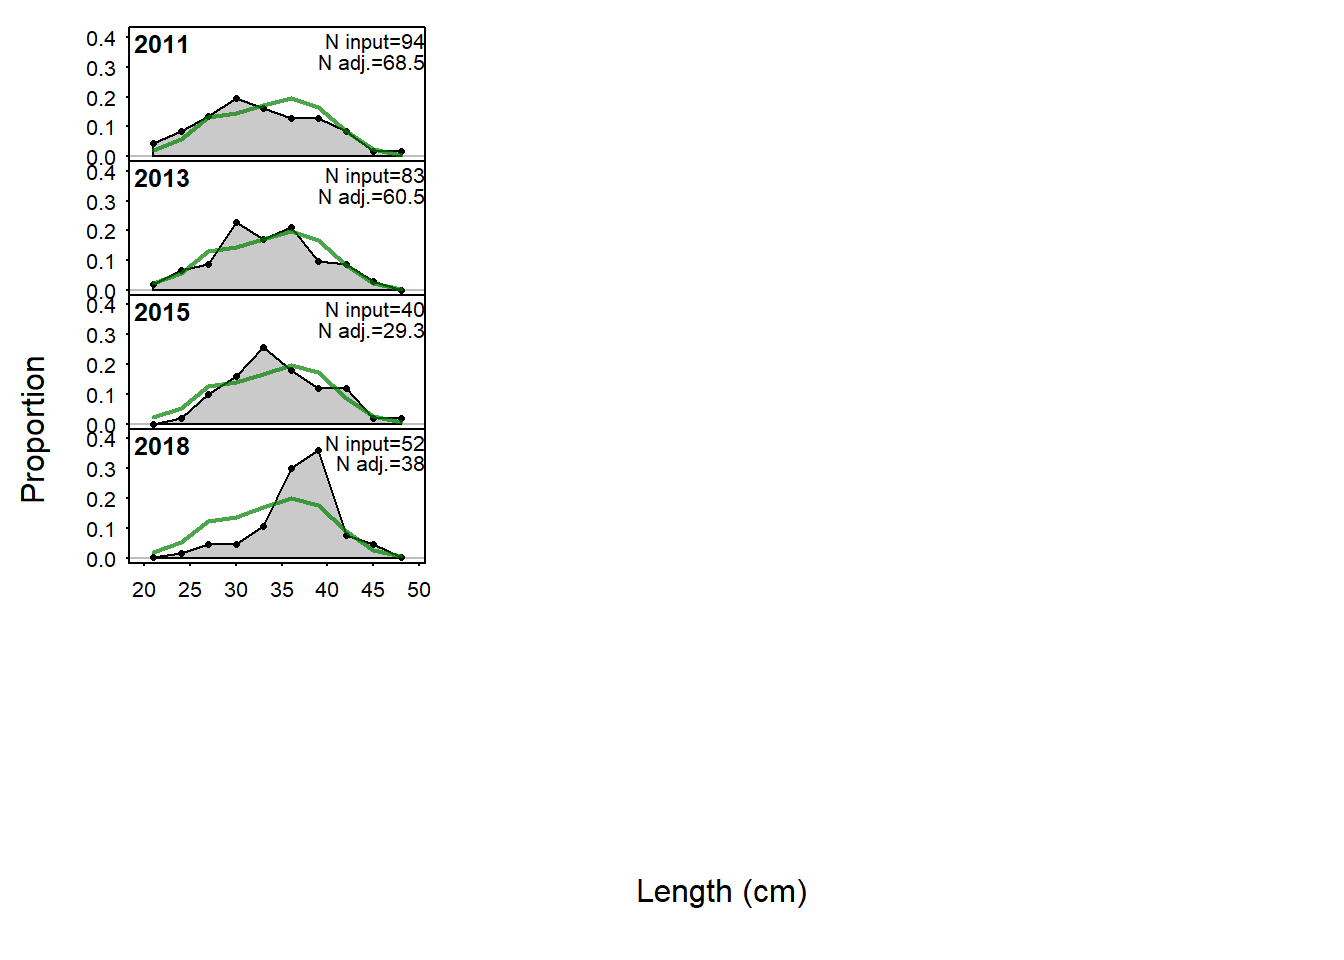 Proportion
0.4
0.3
0.2
0.1
0.0
2011
N input=94
N adj.=68.5
0.4
0.3
0.2
0.1
0.0
2013
N input=83
N adj.=60.5
0.4
0.3
0.2
0.1
0.0
2015
N input=40
N adj.=29.3
0.4
0.3
0.2
0.1
0.0
2018
N input=52
N adj.=38
20 25 30 35 40 45 50
Length (cm)